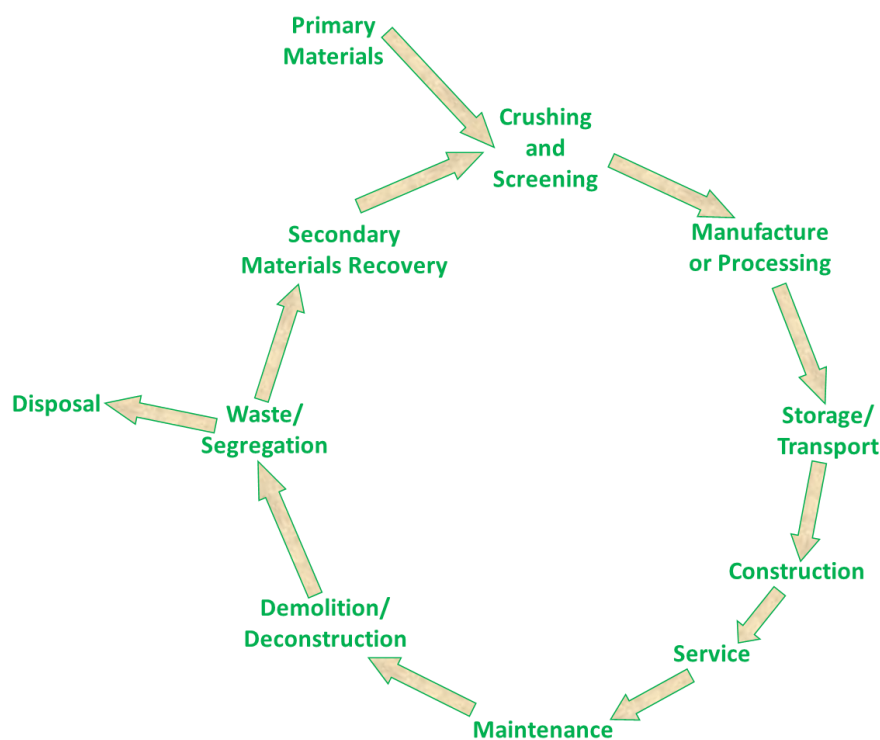 Primary
Materials
Crushing
and
Screening
Manufacture
or Processing
Storage/
Transport
Construction
Service
Maintenance
Demolition/
Deconstruction
Waste/
Segregation
Disposal
Secondary
Materials Recovery